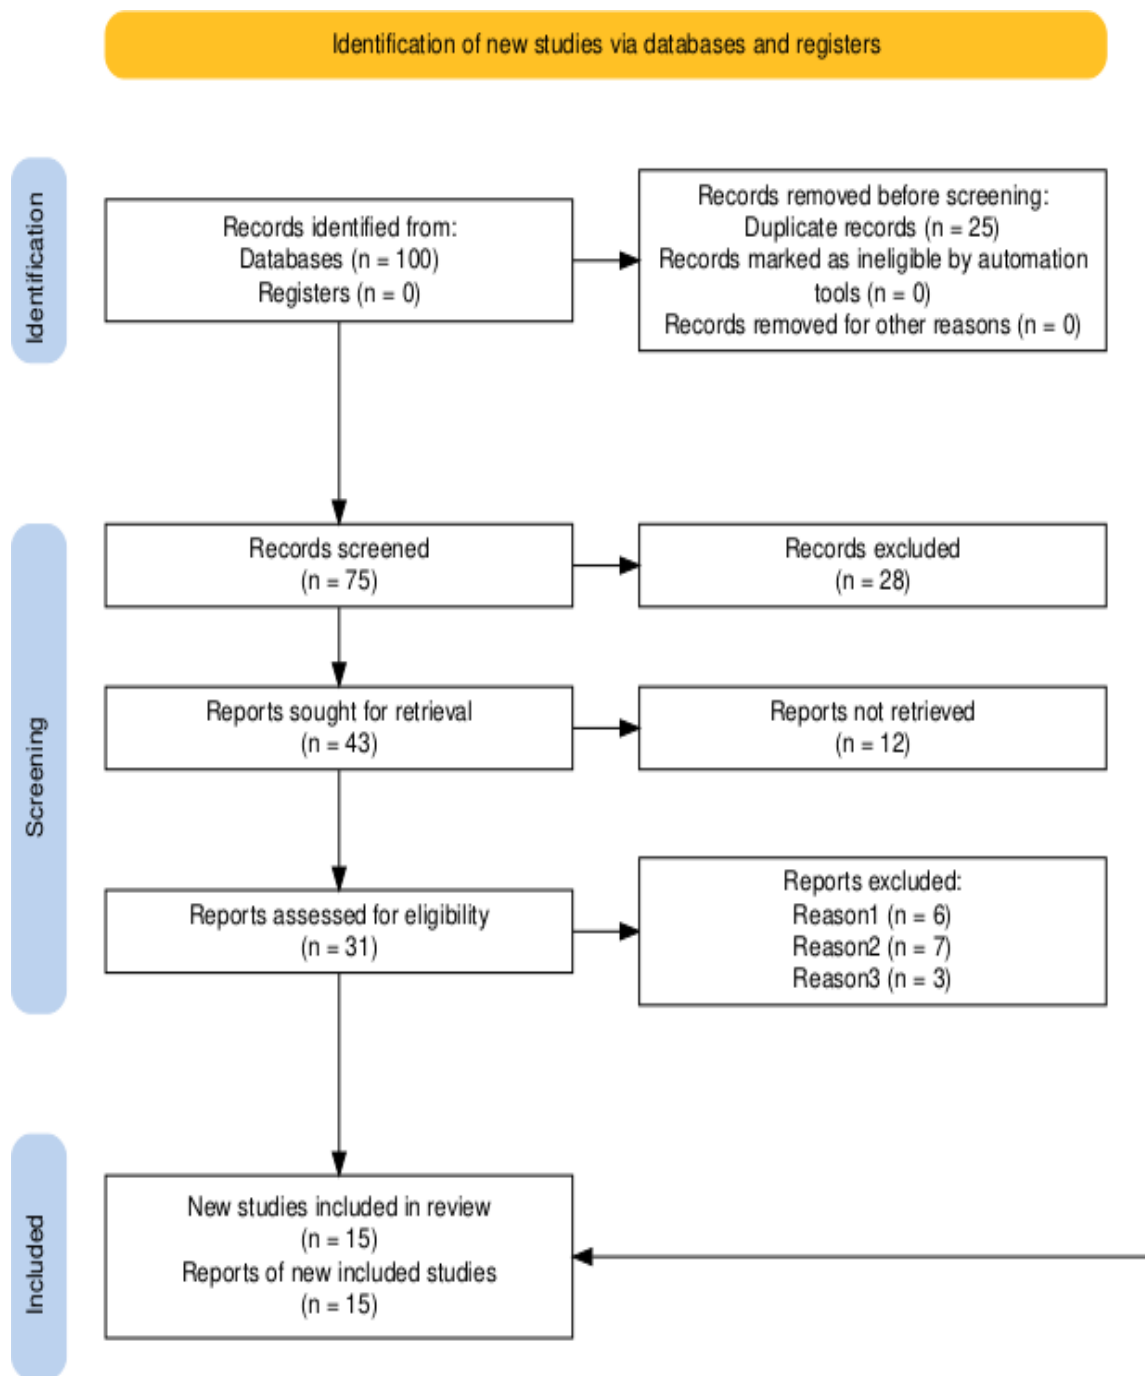 Identification of new studies via databases and registers
Identification
Records identified from:
Databases (n = 100)
Registers (n = 0)
Records removed before screening:
Duplicate records (n = 25)
Records marked as ineligible by automation
tools (n = 0)
Records removed for other reasons (n = 0)
Screening
Records screened
(n = 75)
Records excluded
(n = 28)
Reports sought for retrieval
(n = 43)
Reports not retrieved
(n = 12)
Reports assessed for eligibility
(n = 31)
Reports excluded:
Reason1 (n = 6)
Reason2 (n = 7)
Reason3 (n = 3)
Included
New studies included in review
(n = 15)
Reports of new included studies
(n = 15)